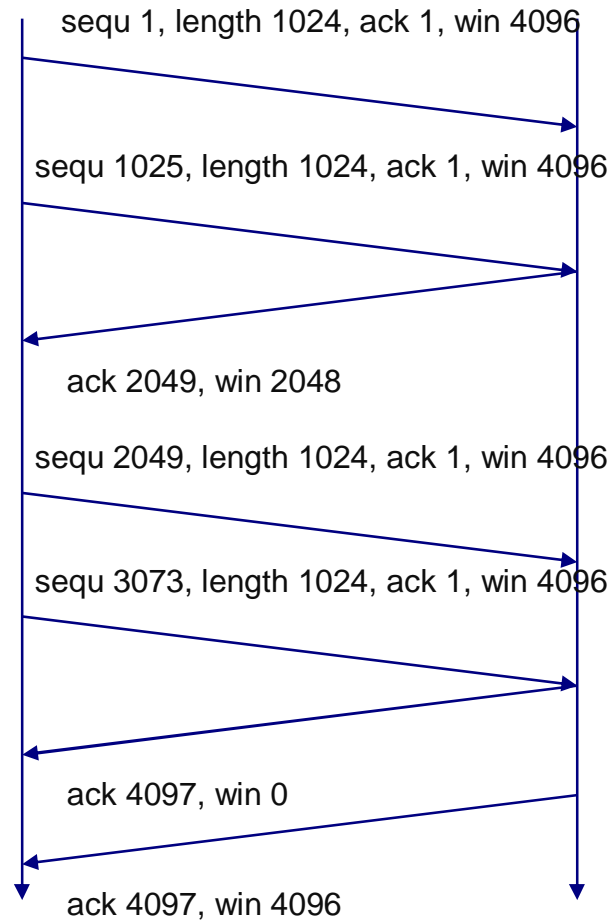 sequ 1, length 1024, ack 1, win 4096
sequ 1025, length 1024, ack 1, win 4096
ack 2049, win 2048
sequ 2049, length 1024, ack 1, win 4096
sequ 3073, length 1024, ack 1, win 4096
ack 4097, win 0
ack 4097, win 4096